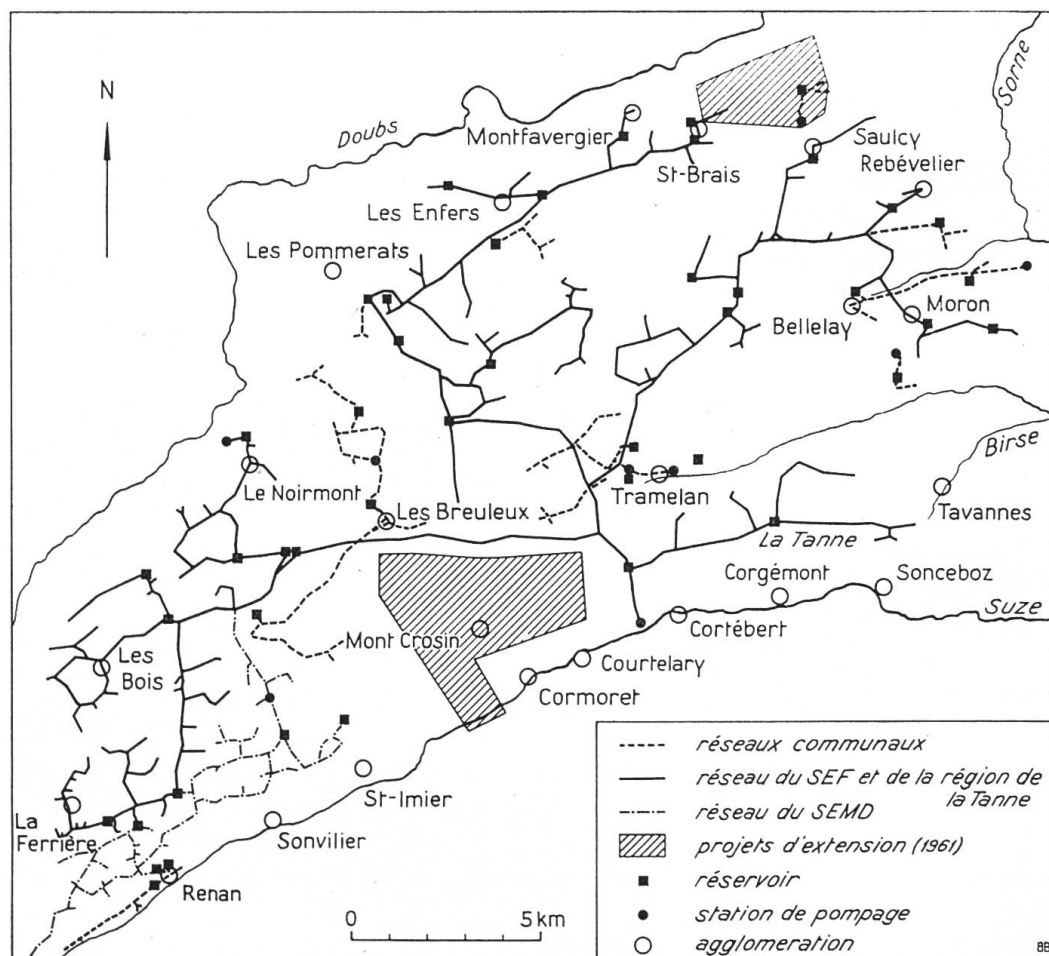 N
Doubs
Sorne
Montfavergier
Saulcy
St-Brais
Rebévelier
Les Enfers
Les Pommerats
Bellelay
Moron
Birse
Le Noirmont
Tramelan
Les Breuleux
Tavannes
La Tanne
Corgémont
Sonceboz
Suze
Mont Crosin
Cortébert
Les
Bois
Courtelary
Cormoret
St-Imier
La
Ferrière
Sonvilier
Renan
0 5 km
réseaux communaux
réseau du SEF et de la région de
la Tanne
réseau du SEMD
projets d'extension (1961)
réservoir
station de pompage
agglomeration
88